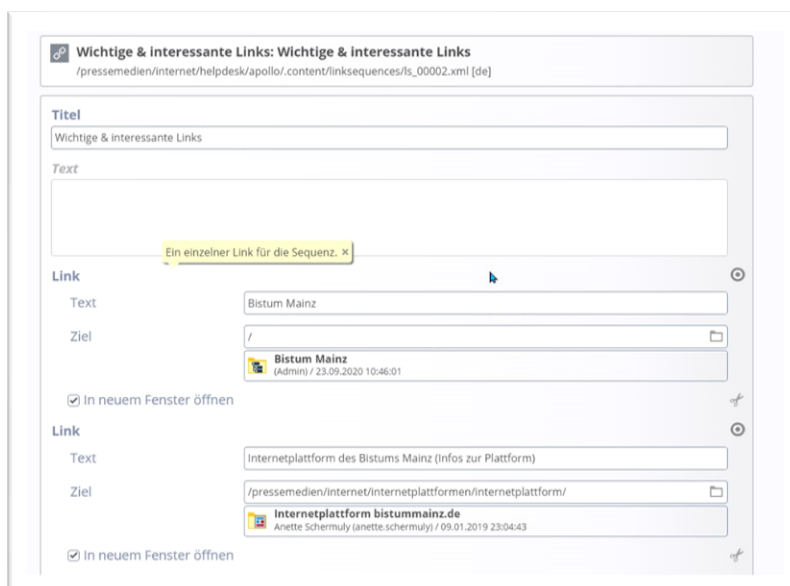 Wichtige & interessante Links: Wichtige & interessante Links
/pressemedien/internet/helpdesk/apollo/.content/linksequences/ls_00002.xml [de]
Titel
Wichtige & interessante Links
Text
Ein einzelner Link für die Sequenz. ×
Link
Text Bistum Mainz
Ziel /
Bistum Mainz
(Admin) / 23.09.2020 10:46:01
In neuem Fenster öffnen
Link
Text Internetplattform des Bistums Mainz (Infos zur Plattform)
Ziel /pressemedien/internet/internetplattformen/internetplattform/
Internetplattform bistummainz.de
Anette Schermuly (anette.schermuly) / 09.01.2019 23:04:43
In neuem Fenster öffnen